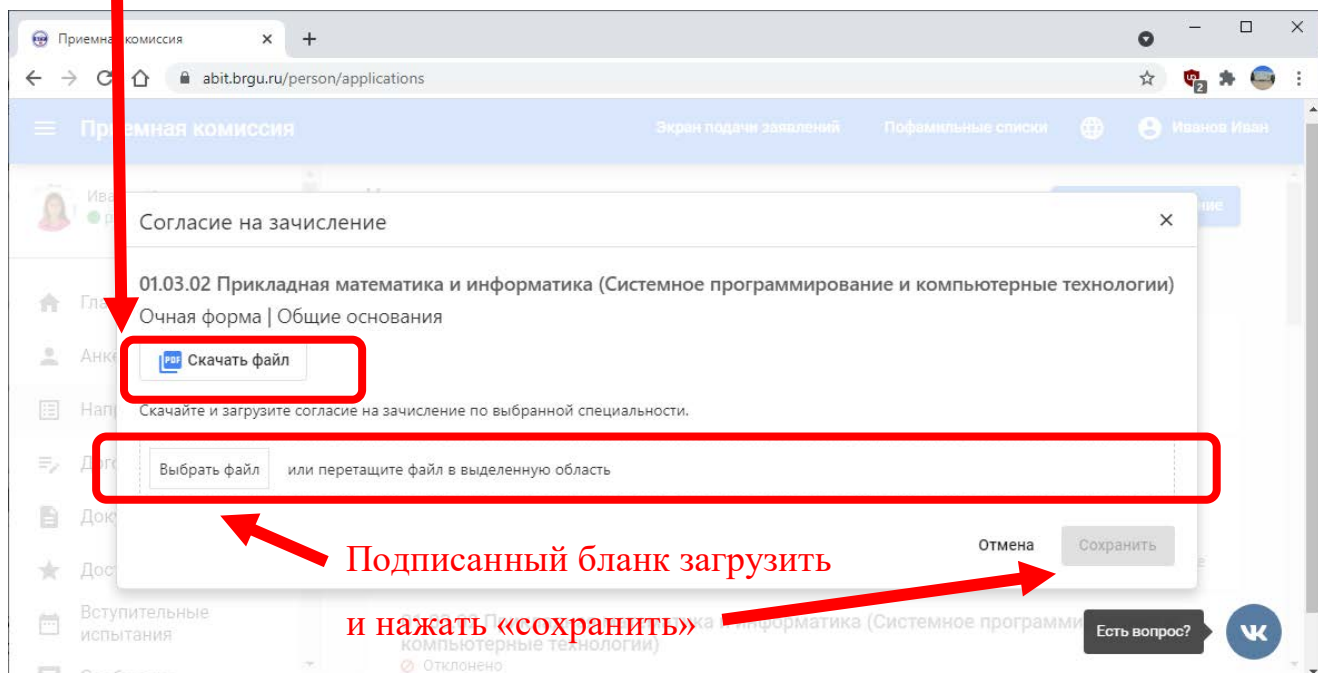 Приемная комиссия
abit.brgu.ru/person/applications
2
Приемная комиссия
Экран подачи заявлений
Пофамильные списки
Иванов Иван
Согласие на зачисление
01.03.02 Прикладная математика и информатика (Системное программирование и компьютерные технологии)
Очная форма | Общие основания
PDF Скачать файл
Скачайте и загрузите согласие на зачисление по выбранной специальности.
Выбрать файл или перетащите файл в выделенную область
Отмена Сохранить
Подписанный бланк загрузить
и нажать «сохранить»
Вступительные
испытания
компьютерные технологии)
Отклонено
Есть вопрос?